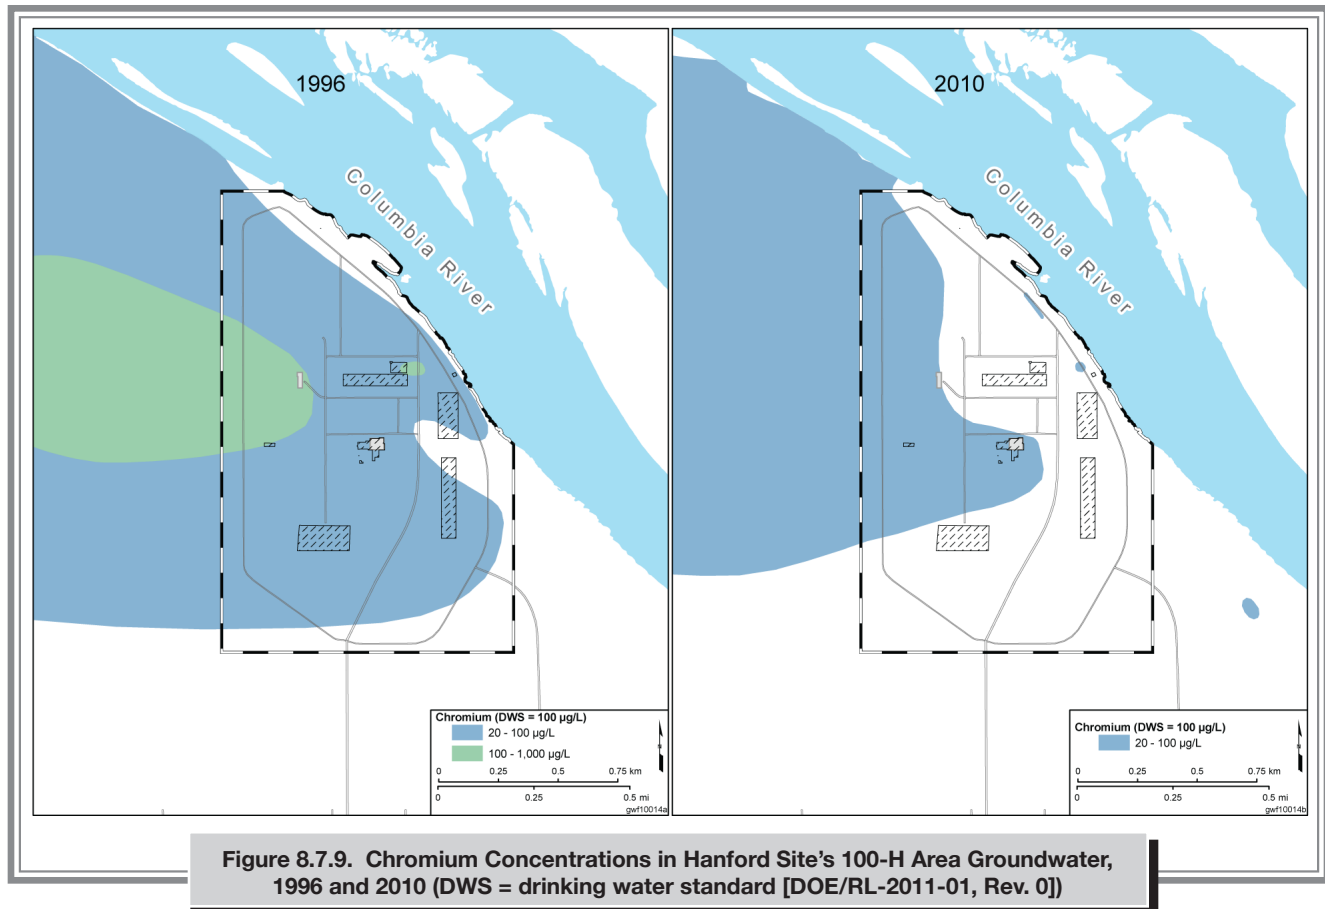 1996
Columbia River
Chromium (DWS = 100 µg/L)
20 - 100 µg/L
100 - 1,000 µg/L
0 0.25 0.5 0.75 km
0 0.25 0.5 mi
gwf10014a
2010
Columbia River
Chromium (DWS = 100 µg/L)
20 - 100 µg/L
0 0.25 0.5 0.75 km
0 0.25 0.5 mi
gwf10014b
Figure 8.7.9. Chromium Concentrations in Hanford Site's 100-H Area Groundwater,
1996 and 2010 (DWS = drinking water standard [DOE/RL-2011-01, Rev. 0])